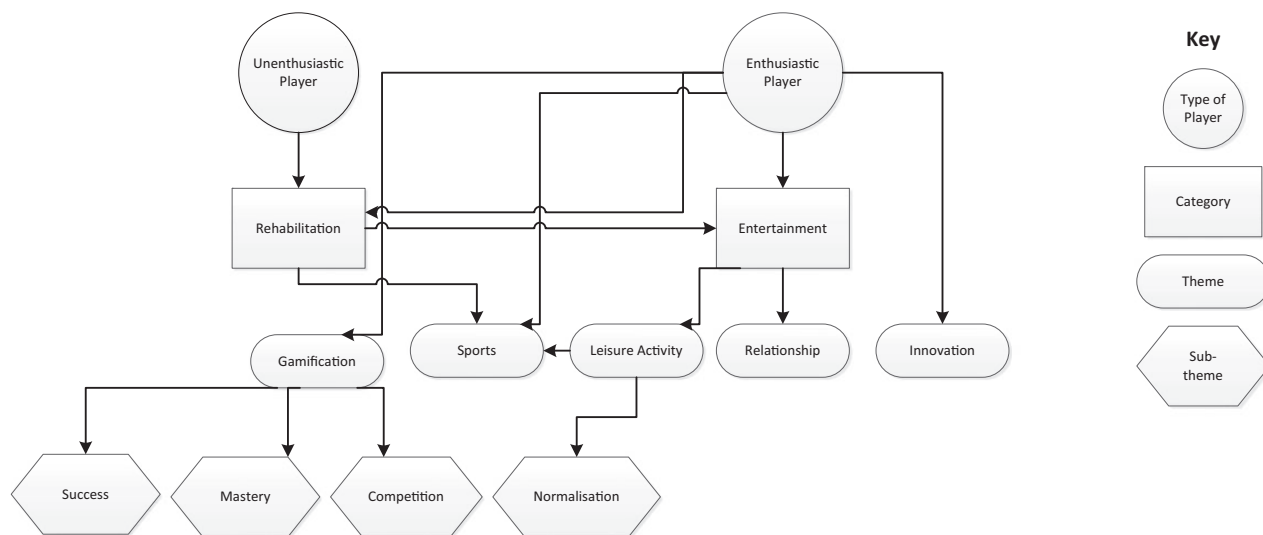 Unenthusiastic
Player
Enthusiastic
Player
Key
Type of
Player
Rehabilitation
Entertainment
Category
Theme
Gamification
Sports
Leisure Activity
Relationship
Innovation
Sub-
theme
Success
Mastery
Competition
Normalisation